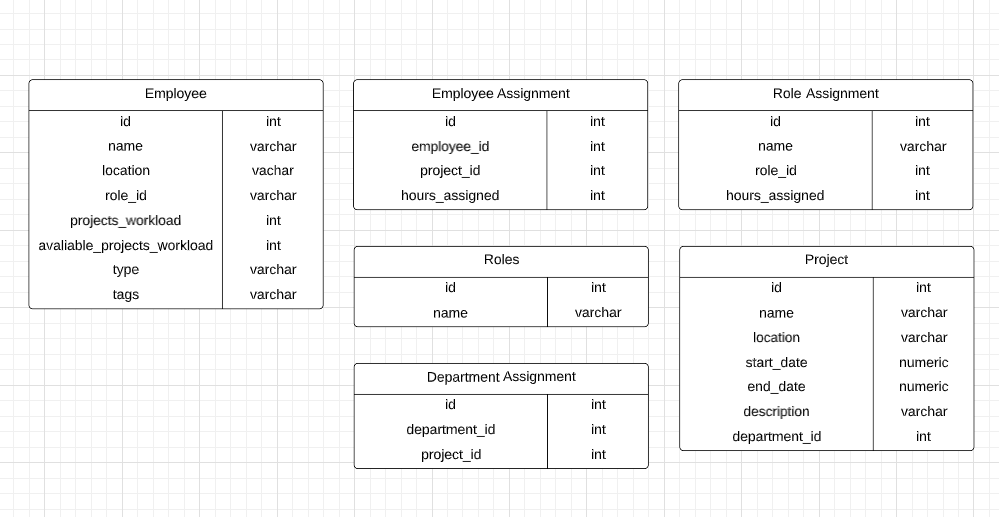 Employee
id int
name varchar
location vachar
role_id varchar
projects_workload int
avaliable_projects_workload int
type varchar
tags varchar
Employee Assignment
id int
employee_id int
project_id int
hours_assigned int
Role Assignment
id int
name varchar
role_id int
hours_assigned int
Roles
id int
name varchar
Project
id int
name varchar
location varchar
start_date numeric
end_date numeric
description varchar
department_id int
Department Assignment
id int
department_id int
project_id int